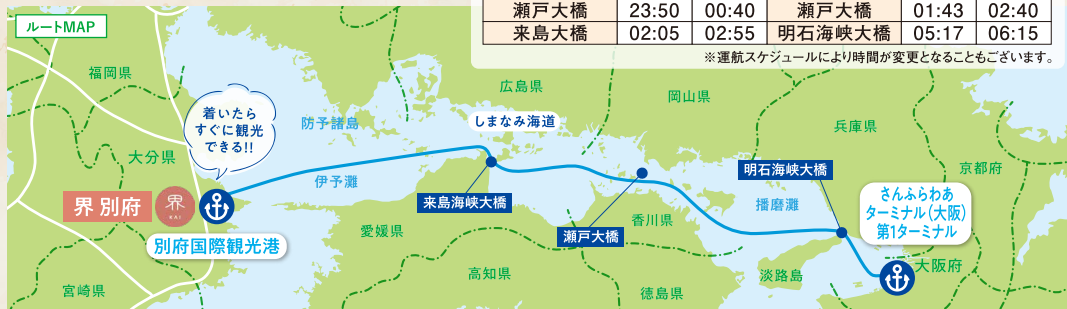 瀬戸大橋 23:50 00:40 瀬戸大橋 01:43 02:40
来島大橋 02:05 02:55 明石海峡大橋 05:17 06:15
※運航スケジュールにより時間が変更となることもございます。
ルートMAP
福岡県
着いたら
すぐに観光
できる!!
大分県
界 別府
界
KAI
別府国際観光港
宮崎県
防予諸島
伊予灘
広島県
しまなみ海道
来島海峡大橋
愛媛県
高知県
岡山県
瀬戸大橋
香川県
徳島県
兵庫県
明石海峡大橋
播磨灘
淡路島
京都府
さんふらわあ
ターミナル(大阪)
第1ターミナル
大阪府